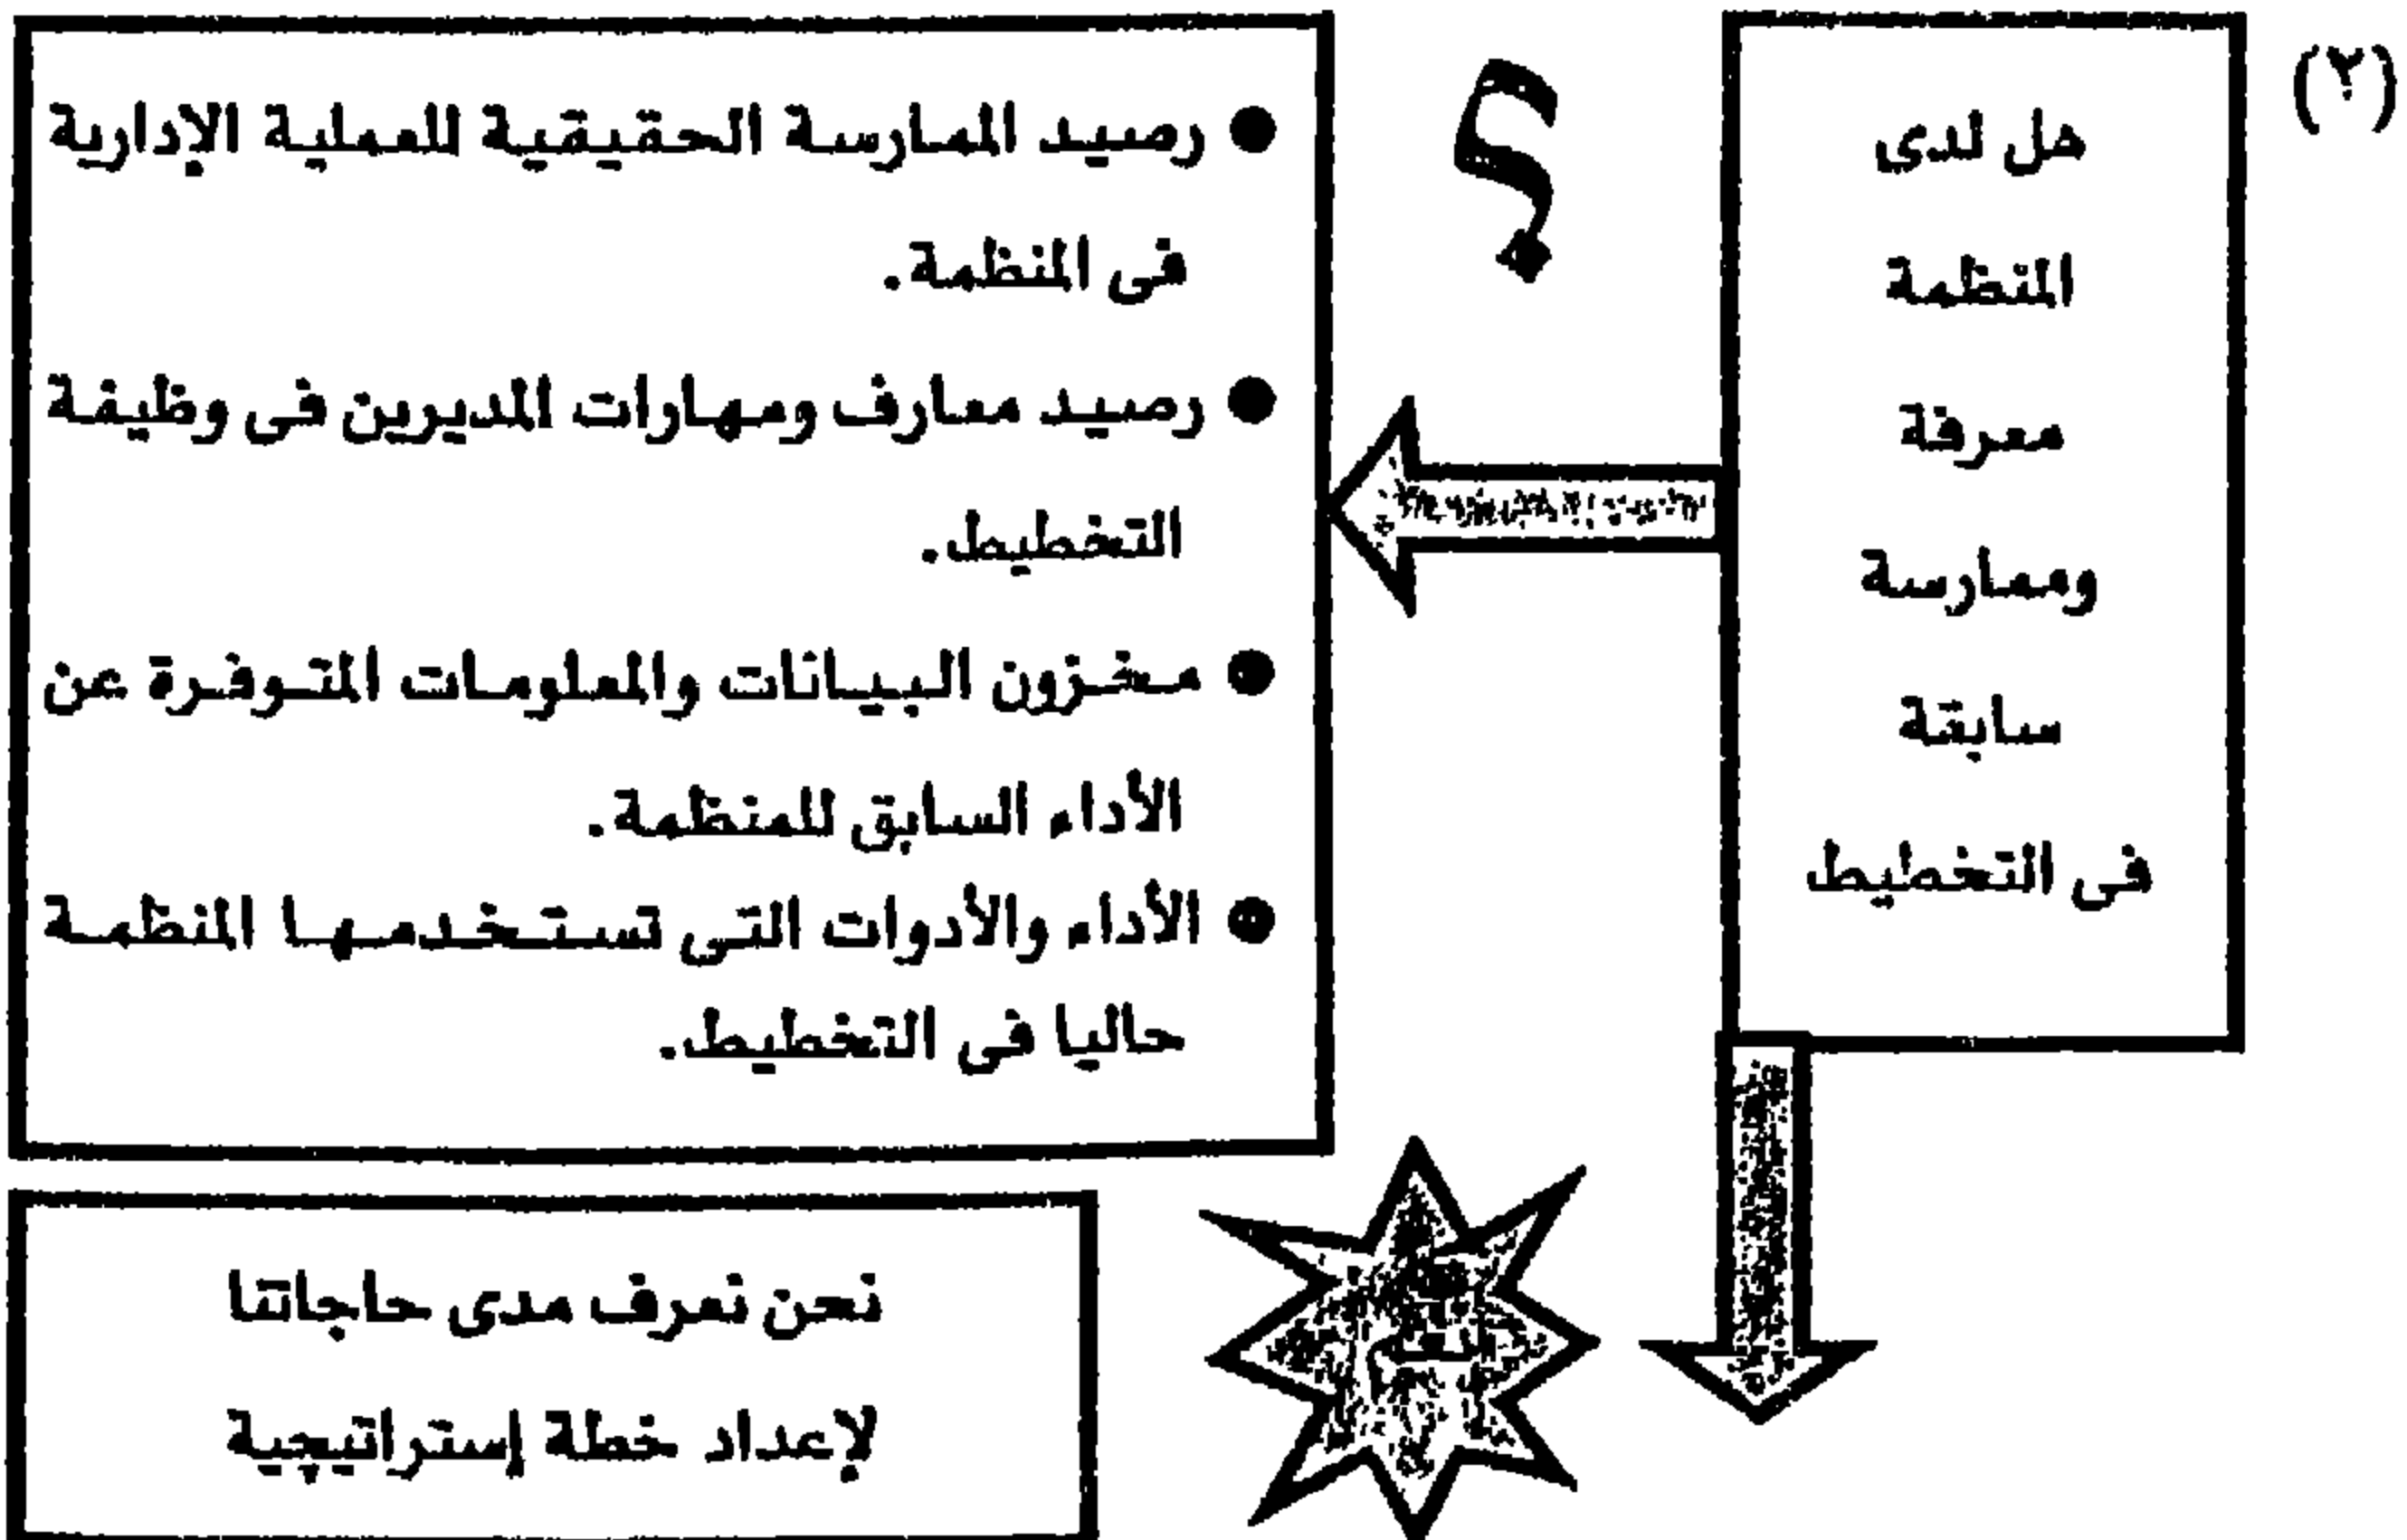 (٢)
هل لدى
المنظمة
معرفة
وممارسة
سابقة
فى التخطيط
؟
● رصيد الممارسة الحقيقية للعملية الإدارية
فى المنظمة.
● رصيد معارف ومهارات المديرين فى وظيفة
التخطيط.
● مخزون البيانات والمعلومات المتوفرة عن
الأداء السابق للمنظمة.
● الأداء والأدوات التى تستخدمها المنظمة
حاليا فى التخطيط.
نحن نعرف مدى حاجاتنا
لإعداد خطة إستراتيچية